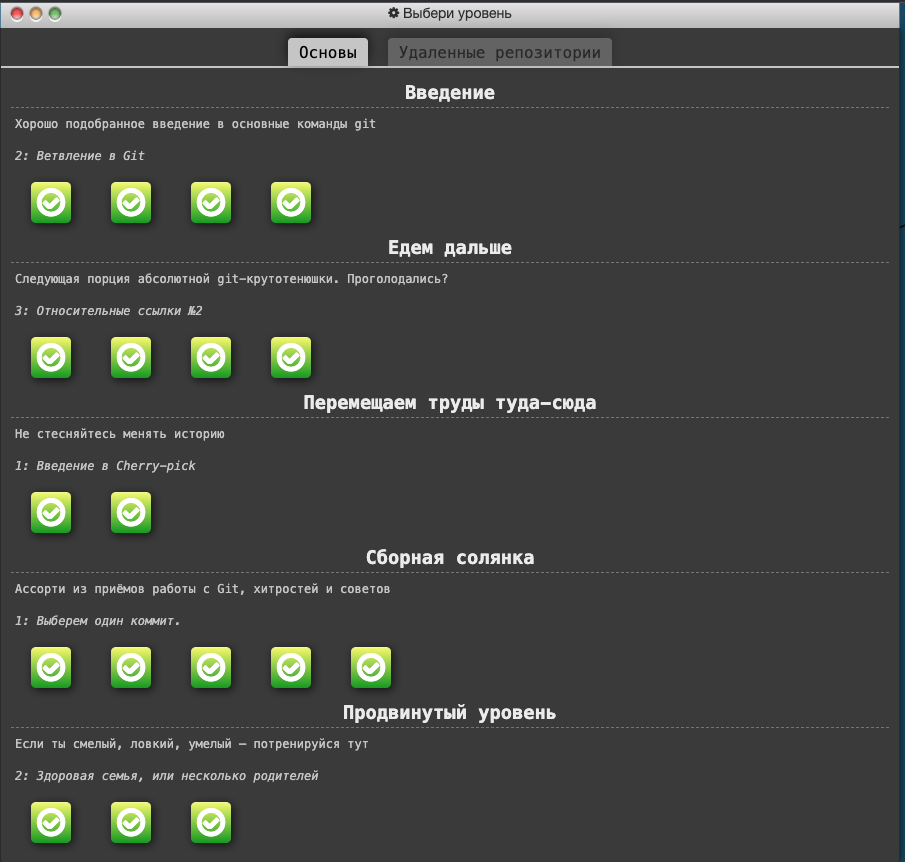 Выбери уровень
Основы
Удаленные репозитории
Введение
Хорошо подобранное введение в основные команды git
2: Ветвление в Git
Едем дальше
Следующая порция абсолютной git-крутотенюшки. Проголодались?
3: Относительные ссылки №2
Перемещаем труды туда-сюда
Не стесняйтесь менять историю
1: Введение в Cherry-pick
Сборная солянка
Ассорти из приёмов работы с Git, хитростей и советов
1: Выберем один коммит.
Продвинутый уровень
Если ты смелый, ловкий, умелый – потренируйся тут
2: Здоровая семья, или несколько родителей